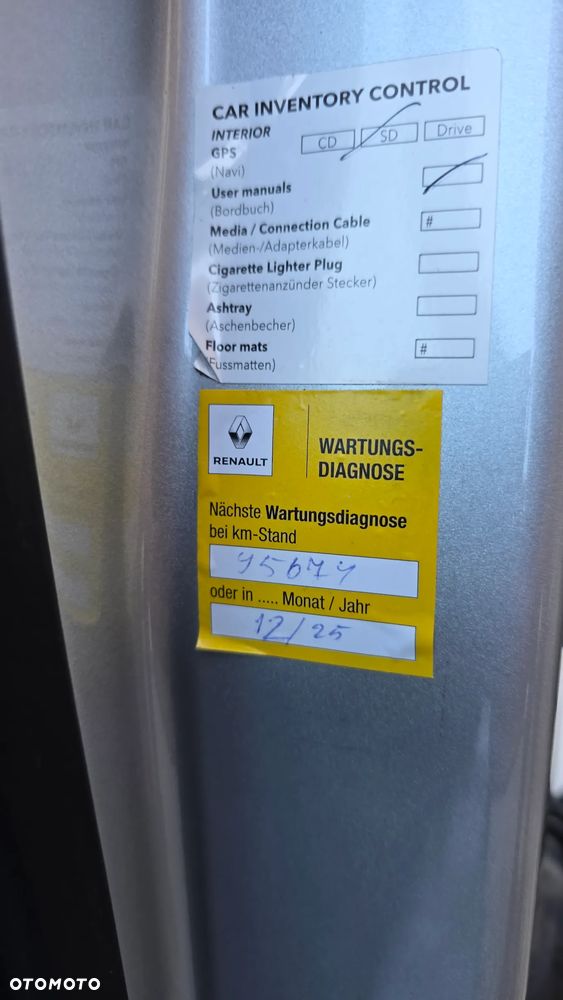 CAR INVENTORY CONTROL
INTERIOR
GPS CD SD Drive
(Navi)
User manuals
(Bordbuch)
Media / Connection Cable #
(Medien-/Adapterkabel)
Cigarette Lighter Plug
(Zigarettenanzünder Stecker)
Ashtray
(Aschenbecher)
Floor mats #
Fussmatten)
RENAULT
WARTUNGS-
DIAGNOSE
Nächste Wartungsdiagnose
bei km-Stand
oder in ..... Monat / Jahr
12/25
OTOMOTO